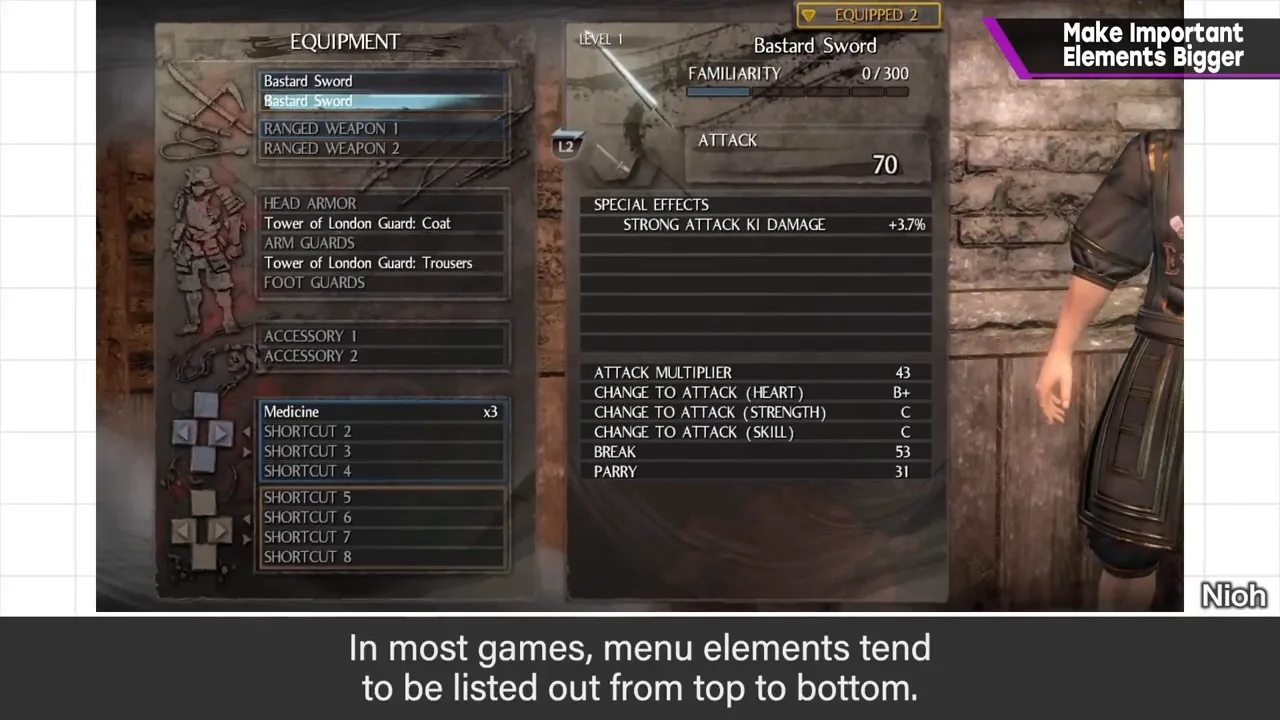 EQUIPMENT
Bastard Sword
Bastard Sword
RANGED WEAPON 1
RANGED WEAPON 2
HEAD ARMOR
Tower of London Guard: Coat
ARM GUARDS
Tower of London Guard: Trousers
FOOT GUARDS
ACCESSORY 1
ACCESSORY 2
Medicine x3
SHORTCUT 2
SHORTCUT 3
SHORTCUT 4
SHORTCUT 5
SHORTCUT 6
SHORTCUT 7
SHORTCUT 8
EQUIPPED 2
LEVEL 1
Bastard Sword
FAMILIARITY 0/300
L2
ATTACK
70
SPECIAL EFFECTS
STRONG ATTACK KI DAMAGE +3.7%
ATTACK MULTIPLIER 43
CHANGE TO ATTACK (HEART) B+
CHANGE TO ATTACK (STRENGTH) C
CHANGE TO ATTACK (SKILL) C
BREAK 53
PARRY 31
Make Important
Elements Bigger
Nioh
In most games, menu elements tend
to be listed out from top to bottom.